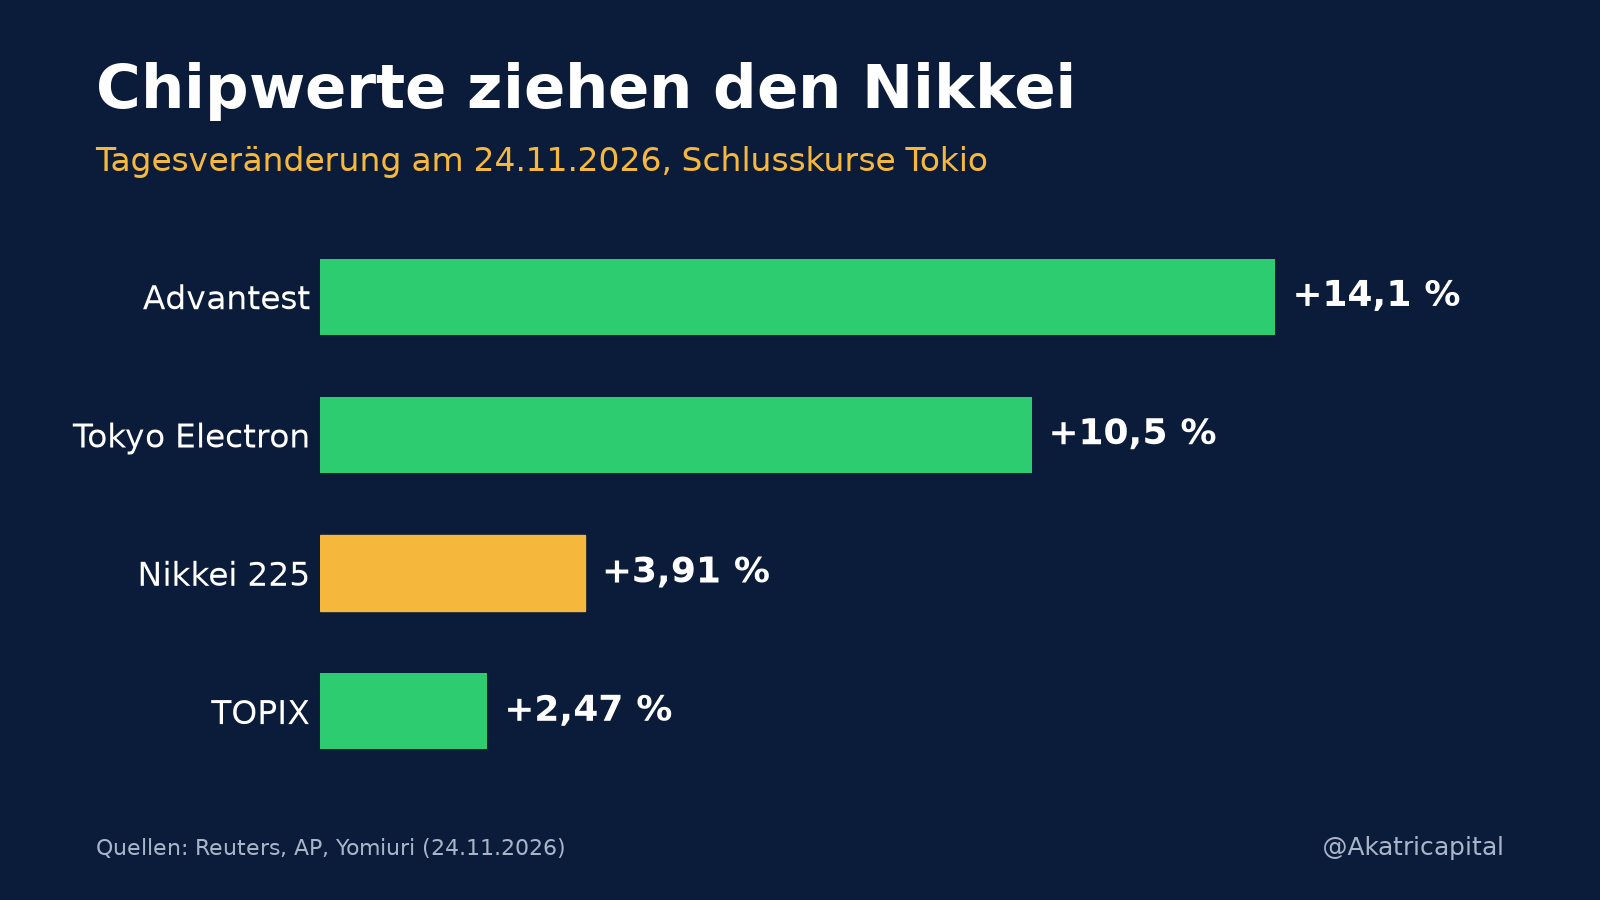 Chipwerte ziehen den Nikkei
Tagesveränderung am 24.11.2026, Schlusskurse Tokio
Advantest +14,1 %
Tokyo Electron +10,5 %
Nikkei 225 +3,91 %
TOPIX +2,47 %
Quellen: Reuters, AP, Yomiuri (24.11.2026)
@Akatricapital